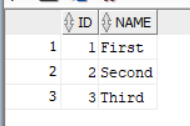 ID NAME
1 1 First
2 2 Second
3 3 Third